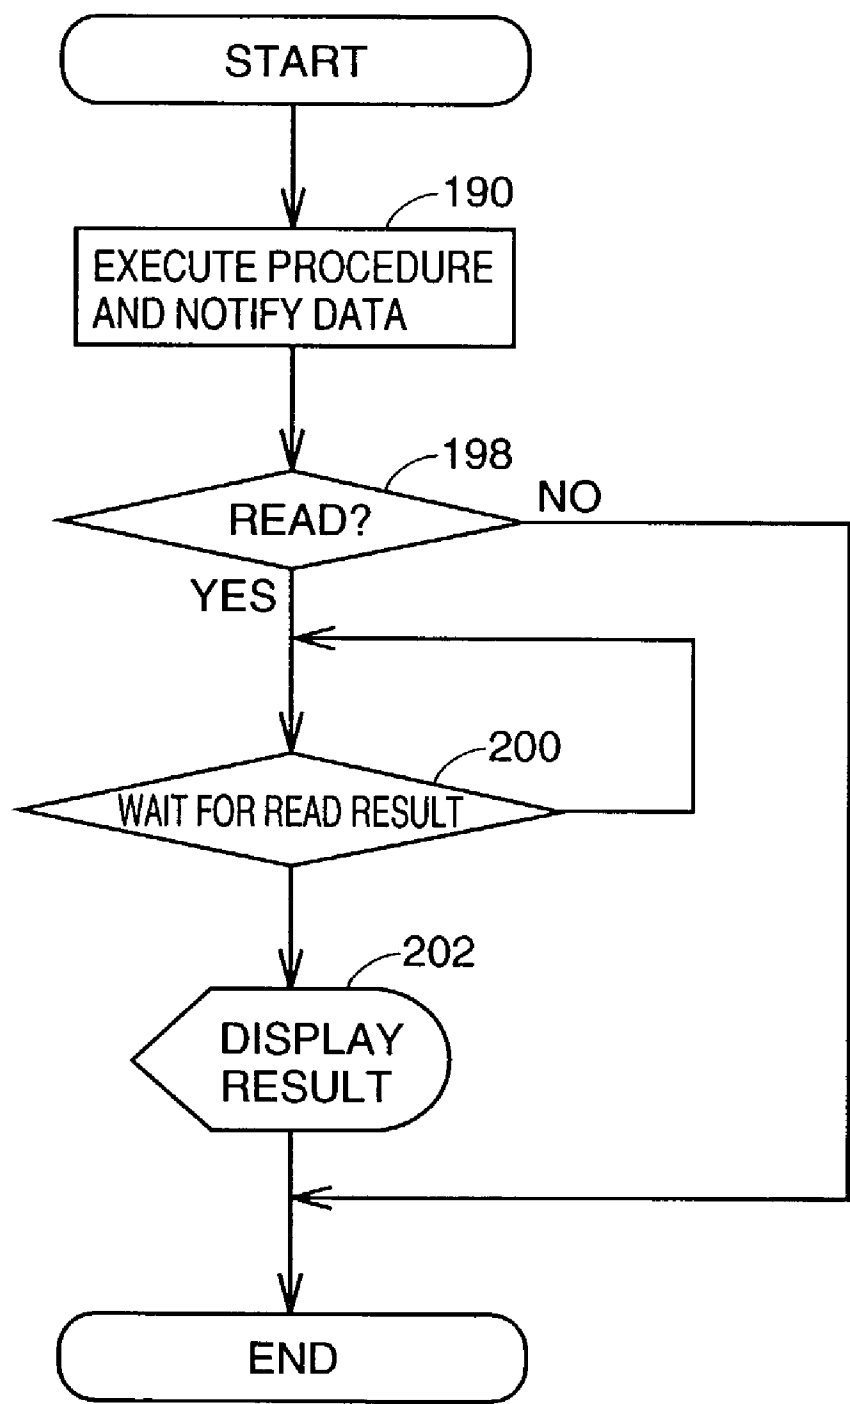 START
190
EXECUTE PROCEDURE
AND NOTIFY DATA
198
READ?
NO
YES
200
WAIT FOR READ RESULT
202
DISPLAY
RESULT
END